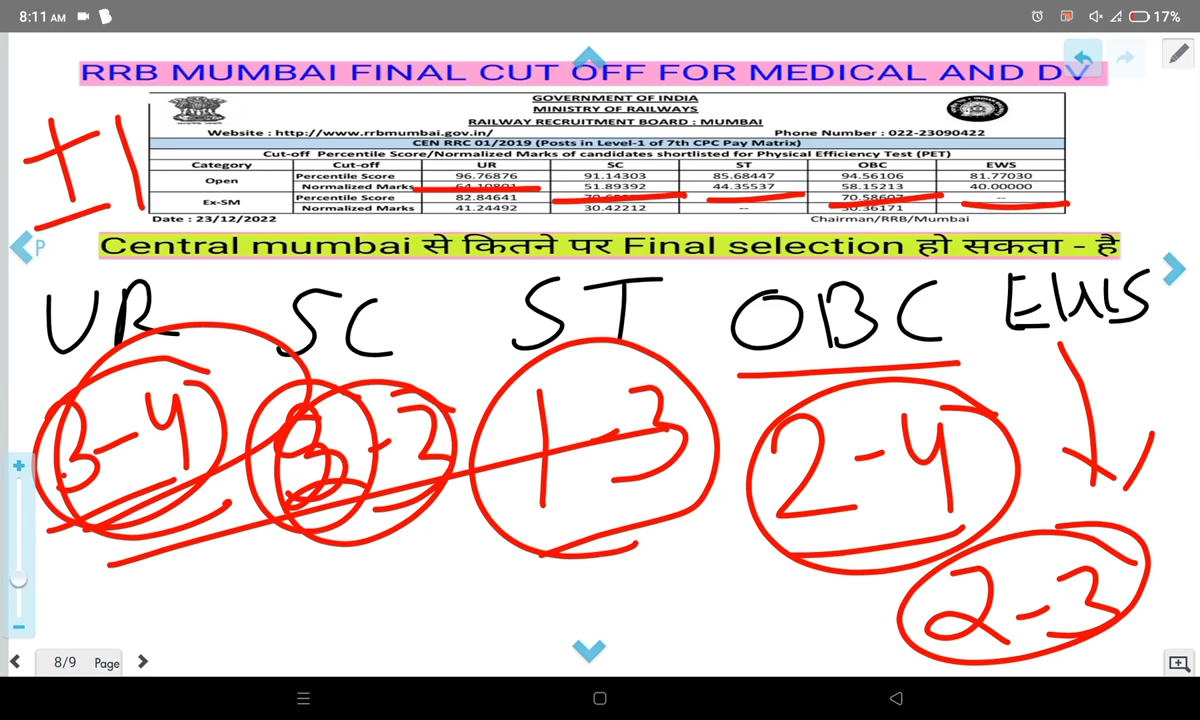 8:11 AM 17%
RRB MUMBAI FINAL CUT OFF FOR MEDICAL AND DV
GOVERNMENT OF INDIA
MINISTRY OF RAILWAYS
RAILWAY RECRUITMENT BOARD : MUMBAI
Website : http://www.rrbmumbai.gov.in/ Phone Number : 022-23090422
CEN RRC 01/2019 (Posts in Level-1 of 7th CPC Pay Matrix)
Cut-off Percentile Score/Normalized Marks of candidates shortlisted for Physical Efficiency Test (PET)
Category Cut-off UR SC ST OBC EWS
Open Percentile Score 96.76876 91.14303 85.68447 94.56106 81.77030
Normalized Marks 51.89392 44.35537 58.15213 40.00000
Ex-SM Percentile Score 82.84641 --
Normalized Marks 41.24492 30.42212 --
Date : 23/12/2022 Chairman/RRB/Mumbai
±1
P
Central mumbai से कितने पर Final selection हो सकता - है
UR SC ST OBC EWS
3-4 1-3 2-4
2-3
8/9 Page